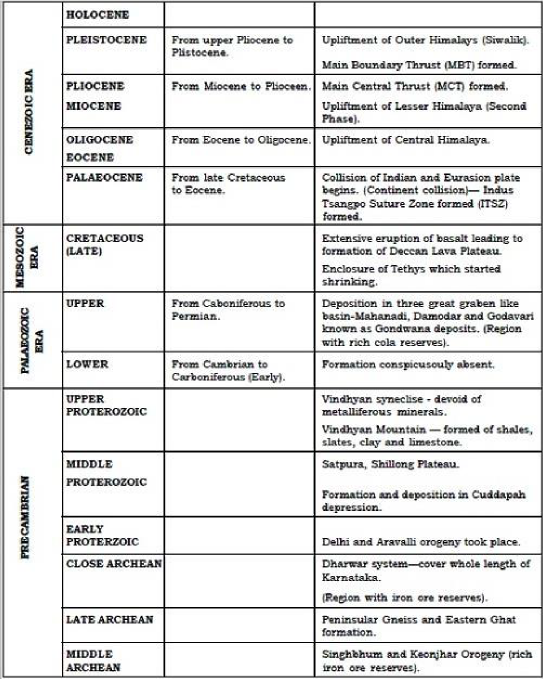 CENEZOIC ERA
HOLOCENE
PLEISTOCENE
From upper Pliocene to
Plistocene.
Upliftment of Outer Himalays (Siwalik).
Main Boundary Thrust (MBT) formed.
PLIOCENE
MIOCENE
From Miocene to Plioceen.
Main Central Thrust (MCT) formed.
Upliftment of Lesser Himalaya (Second
Phase).
OLIGOCENE
EOCENE
From Eocene to Oligocene.
Upliftment of Central Himalaya.
PALAEOCENE
From late Cretaceous
to Eocene.
Collision of Indian and Eurasion plate
begins. (Continent collision)— Indus
Tsangpo Suture Zone formed (ITSZ)
formed.
MESOZOIC
ERA
CRETACEOUS
(LATE)
Extensive eruption of basalt leading to
formation of Deccan Lava Plateau.
Enclosure of Tethys which started
shrinking.
PALAEOZOIC
ERA
UPPER
From Caboniferous to
Permian.
Deposition in three great graben like
basin-Mahanadi, Damodar and Godavari
known as Gondwana deposits. (Region
with rich cola reserves).
LOWER
From Cambrian to
Carboniferous (Early).
Formation conspicusously absent.
PRECAMBRIAN
UPPER
PROTEROZOIC
Vindhyan syneclise - devoid of
metalliferous minerals.
Vindhyan Mountain — formed of shales,
slates, clay and limestone.
MIDDLE
PROTEROZOIC
Satpura, Shillong Plateau.
Formation and deposition in Cuddapah
depression.
EARLY
PROTERZOIC
Delhi and Aravalli orogeny took place.
CLOSE ARCHEAN
Dharwar system—cover whole length of
Karnataka.
(Region with iron ore reserves).
LATE ARCHEAN
Peninsular Gneiss and Eastern Ghat
formation.
MIDDLE
ARCHEAN
Singhbhum and Keonjhar Orogeny (rich
iron ore reserves).